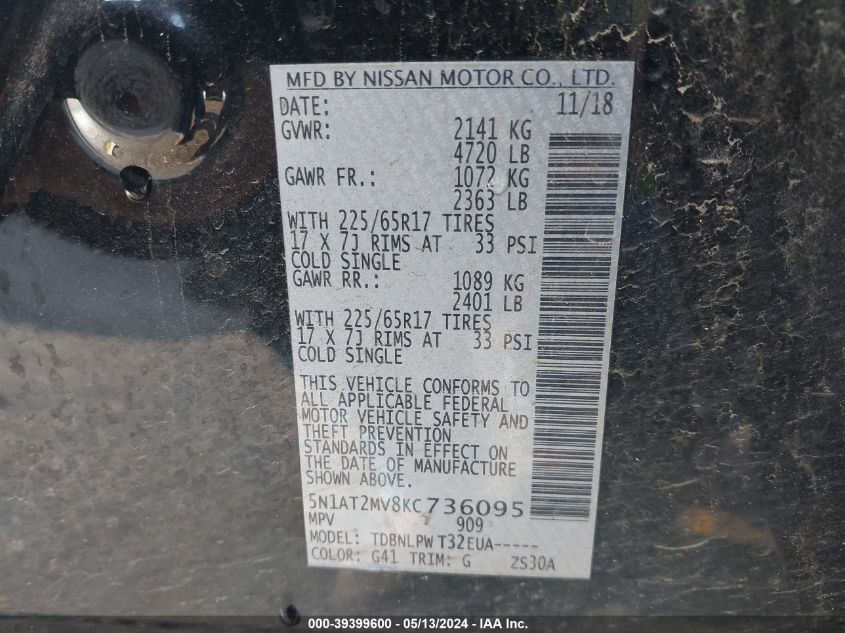 MFD BY NISSAN MOTOR CO., LTD.
DATE: 11/18
GVWR: 2141 KG
4720 LB
GAWR FR.: 1072 KG
2363 LB
WITH 225/65R17 TIRES
17 X 7J RIMS AT 33 PSI
COLD SINGLE
GAWR RR.: 1089 KG
2401 LB
WITH 225/65R17 TIRES
17 X 7J RIMS AT 33 PSI
COLD SINGLE
THIS VEHICLE CONFORMS TO
ALL APPLICABLE FEDERAL
MOTOR VEHICLE SAFETY AND
THEFT PREVENTION
STANDARDS IN EFFECT ON
THE DATE OF MANUFACTURE
SHOWN ABOVE.
5N1AT2MV8KC736095
MPV 909
MODEL: TDBNLPW T32EUA-----
COLOR: G41 TRIM: G ZS30A
000-39399600 - 05/13/2024 - IAA Inc.